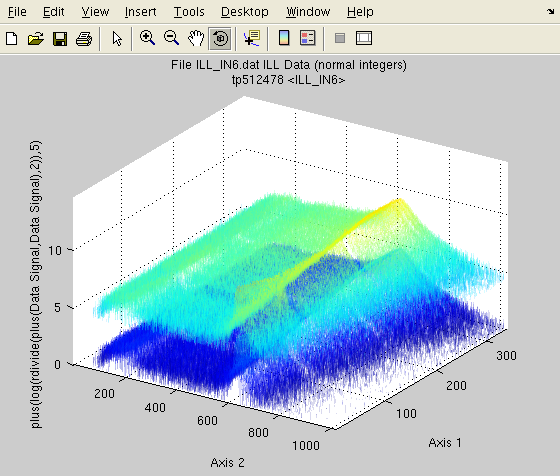 File Edit View Insert Tools Desktop Window Help
File ILL_IN6.dat ILL Data (normal integers)
tp512478 <ILL_IN6>
plus(log(rdivide(plus(Data Signal,Data Signal),2)),5)
10
5
0
200
400
600
800
1000
Axis 2
100
200
300
Axis 1